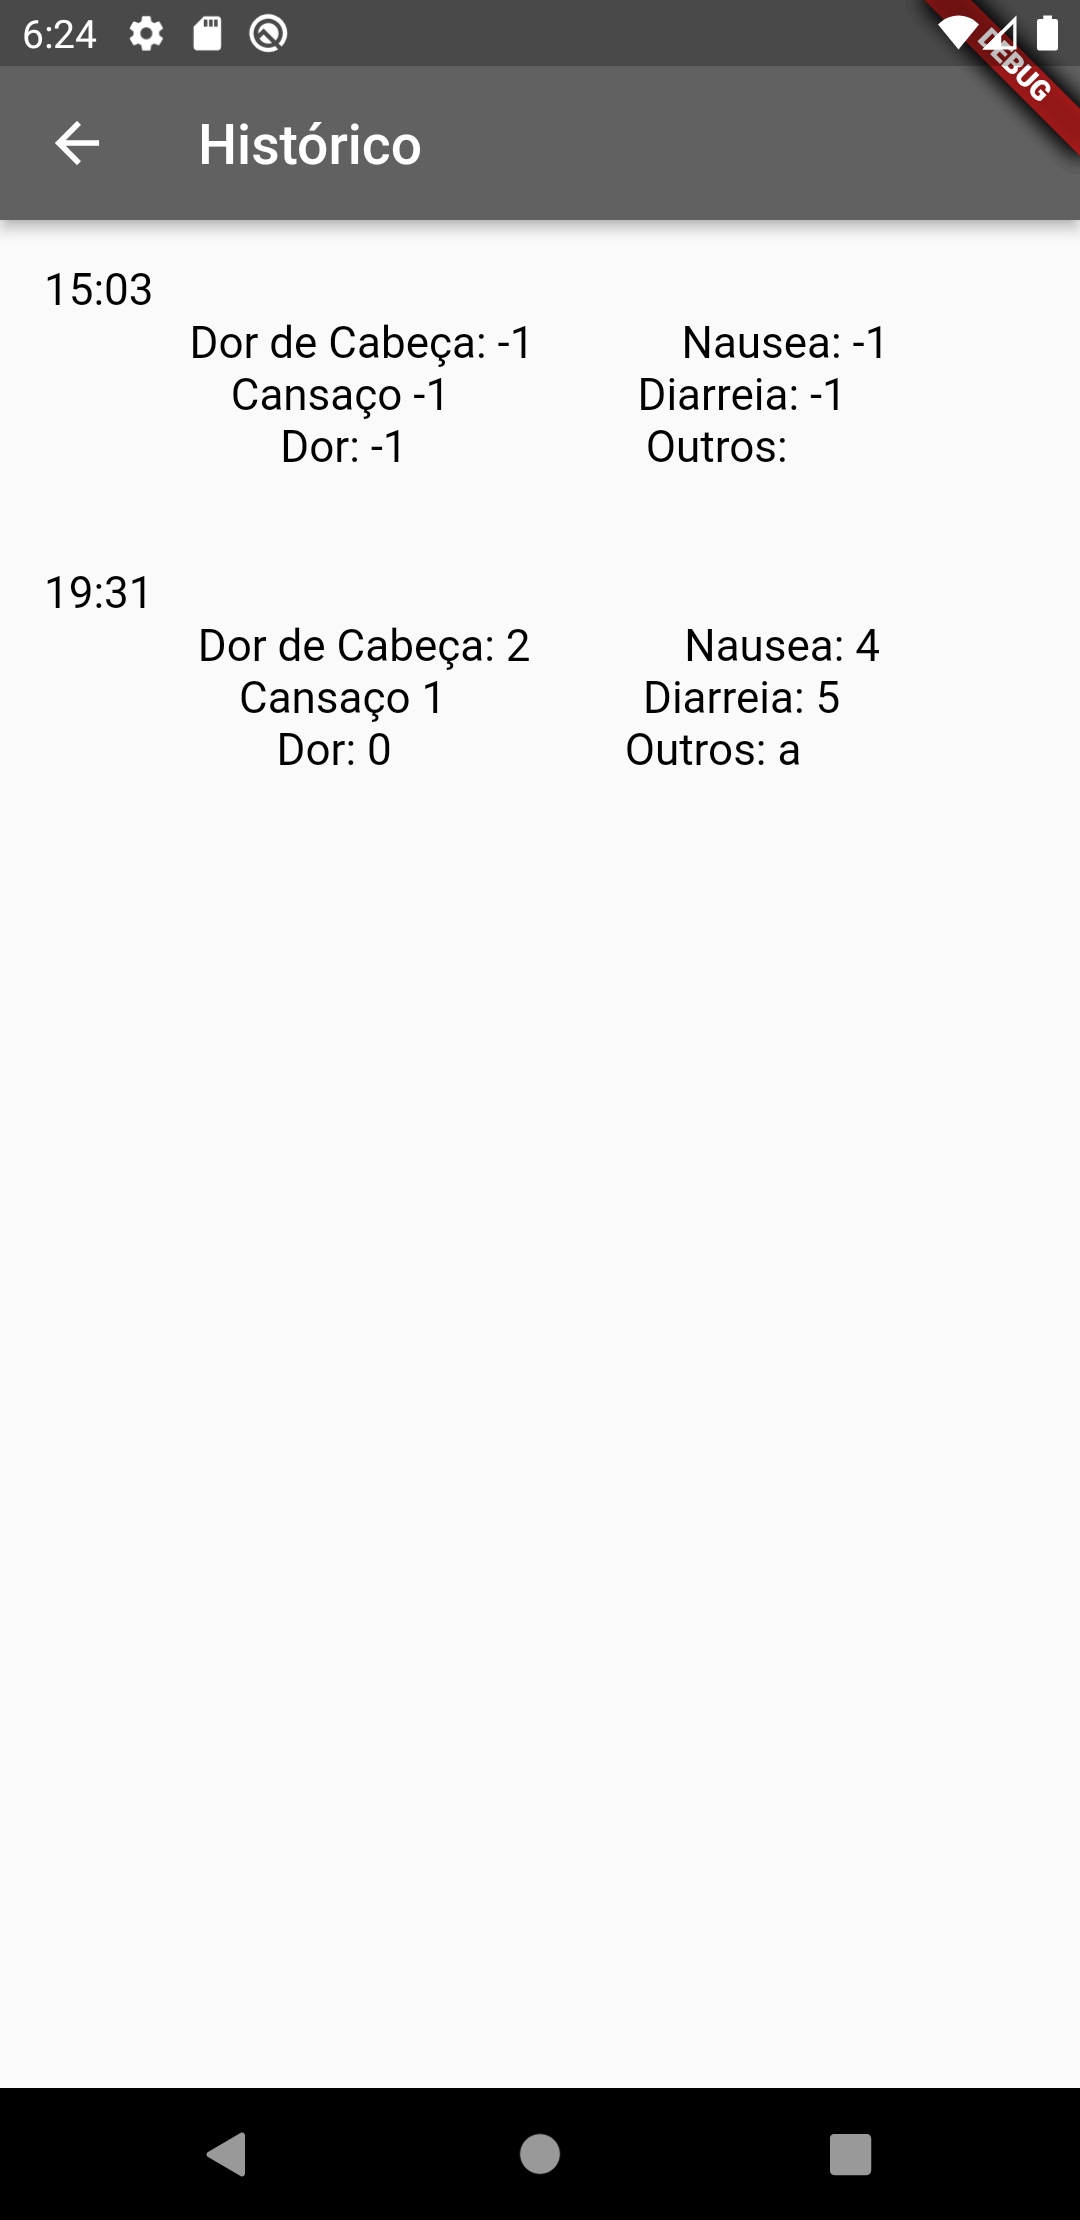 6:24
DEBUG
Histórico
15:03
Dor de Cabeça: -1 Nausea: -1
Cansaço -1 Diarreia: -1
Dor: -1 Outros:
19:31
Dor de Cabeça: 2 Nausea: 4
Cansaço 1 Diarreia: 5
Dor: 0 Outros: a